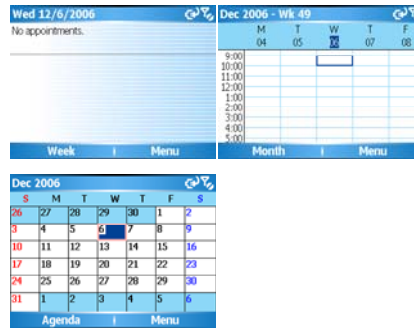 Wed 12/6/2006
No appointments.
Week Menu
Dec 2006 - Wk 49
M T W T F
04 05 06 07 08
9:00
10:00
11:00
12:00
1:00
2:00
3:00
4:00
5:00
Month Menu
Dec 2006
S M T W T F S
26 27 28 29 30 1 2
3 4 5 6 7 8 9
10 11 12 13 14 15 16
17 18 19 20 21 22 23
24 25 26 27 28 29 30
31 1 2 3 4 5 6
Agenda Menu